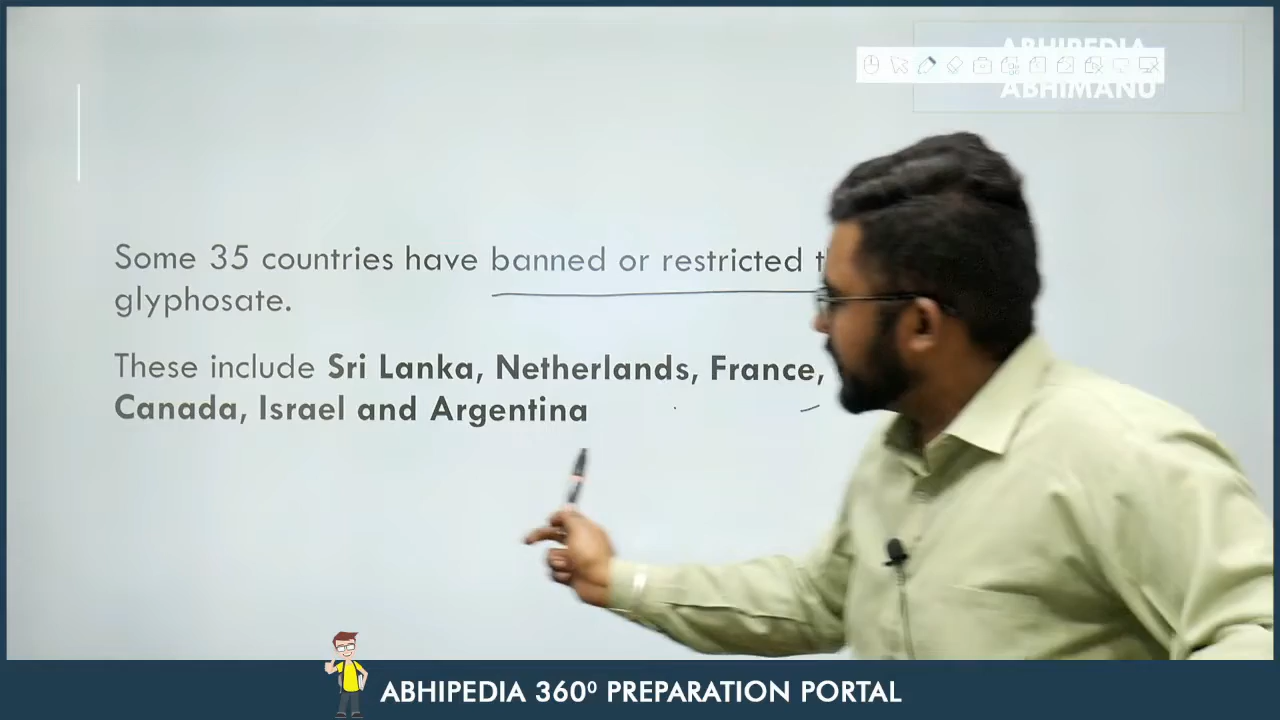 ABHIPEDIA
ABHIMANU
Some 35 countries have banned or restricted
glyphosate.
These include Sri Lanka, Netherlands, France,
Canada, Israel and Argentina
ABHIPEDIA 360⁰ PREPARATION PORTAL